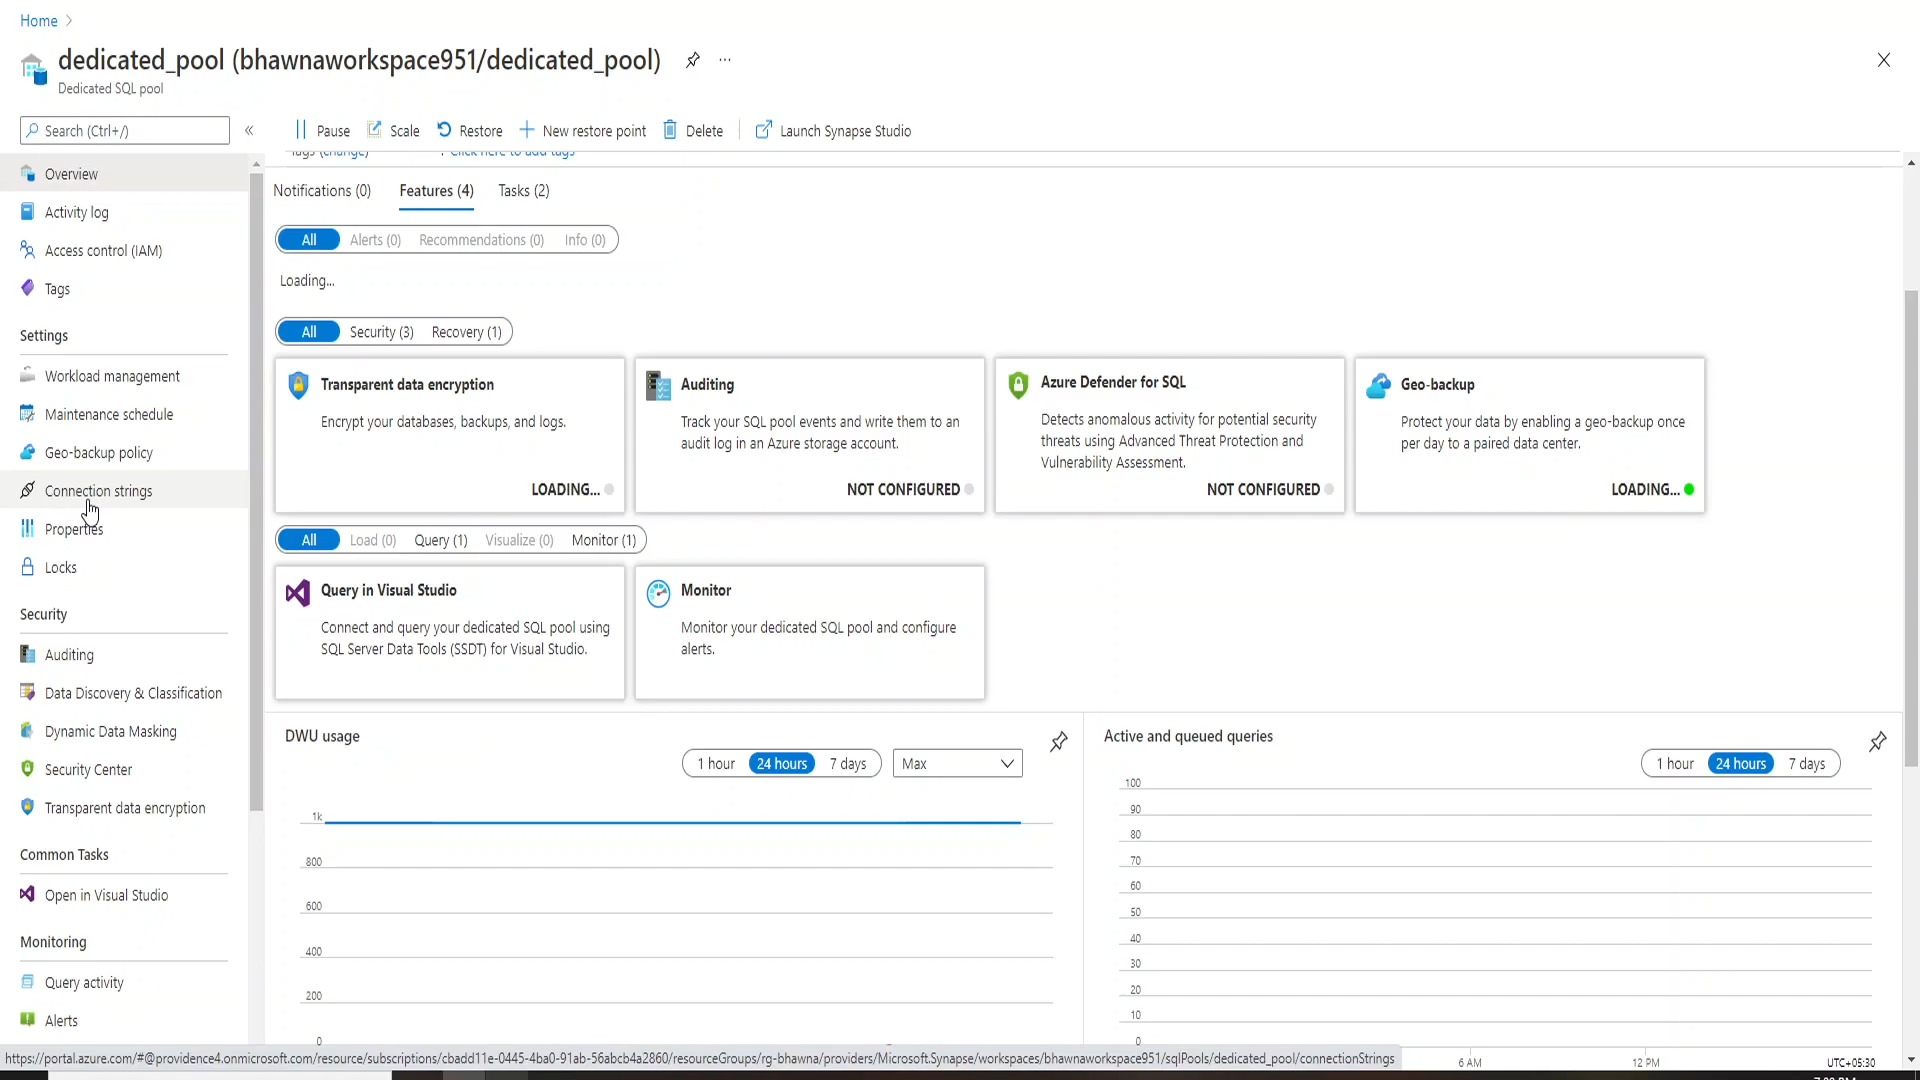 Home
dedicated_pool (bhawnaworkspace951/dedicated_pool)
Dedicated SQL pool
Search (Ctrl+/)
Pause
Scale
Restore
New restore point
Delete
Launch Synapse Studio
Overview
Activity log
Access control (IAM)
Tags
Settings
Workload management
Maintenance schedule
Geo-backup policy
Connection strings
Properties
Locks
Security
Auditing
Data Discovery & Classification
Dynamic Data Masking
Security Center
Transparent data encryption
Common Tasks
Open in Visual Studio
Monitoring
Query activity
Alerts
Tags (change) : Click here to add tags
Notifications (0) Features (4) Tasks (2)
All Alerts (0) Recommendations (0) Info (0)
Loading...
All Security (3) Recovery (1)
Transparent data encryption
Encrypt your databases, backups, and logs.
LOADING...
Auditing
Track your SQL pool events and write them to an
audit log in an Azure storage account.
NOT CONFIGURED
Azure Defender for SQL
Detects anomalous activity for potential security
threats using Advanced Threat Protection and
Vulnerability Assessment.
NOT CONFIGURED
Geo-backup
Protect your data by enabling a geo-backup once
per day to a paired data center.
LOADING...
All Load (0) Query (1) Visualize (0) Monitor (1)
Query in Visual Studio
Connect and query your dedicated SQL pool using
SQL Server Data Tools (SSDT) for Visual Studio.
Monitor
Monitor your dedicated SQL pool and configure
alerts.
DWU usage
1 hour 24 hours 7 days
Max
1k
800
600
400
200
0
Active and queued queries
1 hour 24 hours 7 days
100
90
80
70
60
50
40
30
20
10
0
6 AM
12 PM
UTC+05:30
https://portal.azure.com/#@providence4.onmicrosoft.com/resource/subscriptions/cbadd11e-0445-4ba0-91ab-56abcb4a2860/resourceGroups/rg-bhawna/providers/Microsoft.Synapse/workspaces/bhawnaworkspace951/sqlPools/dedicated_pool/connectionStrings